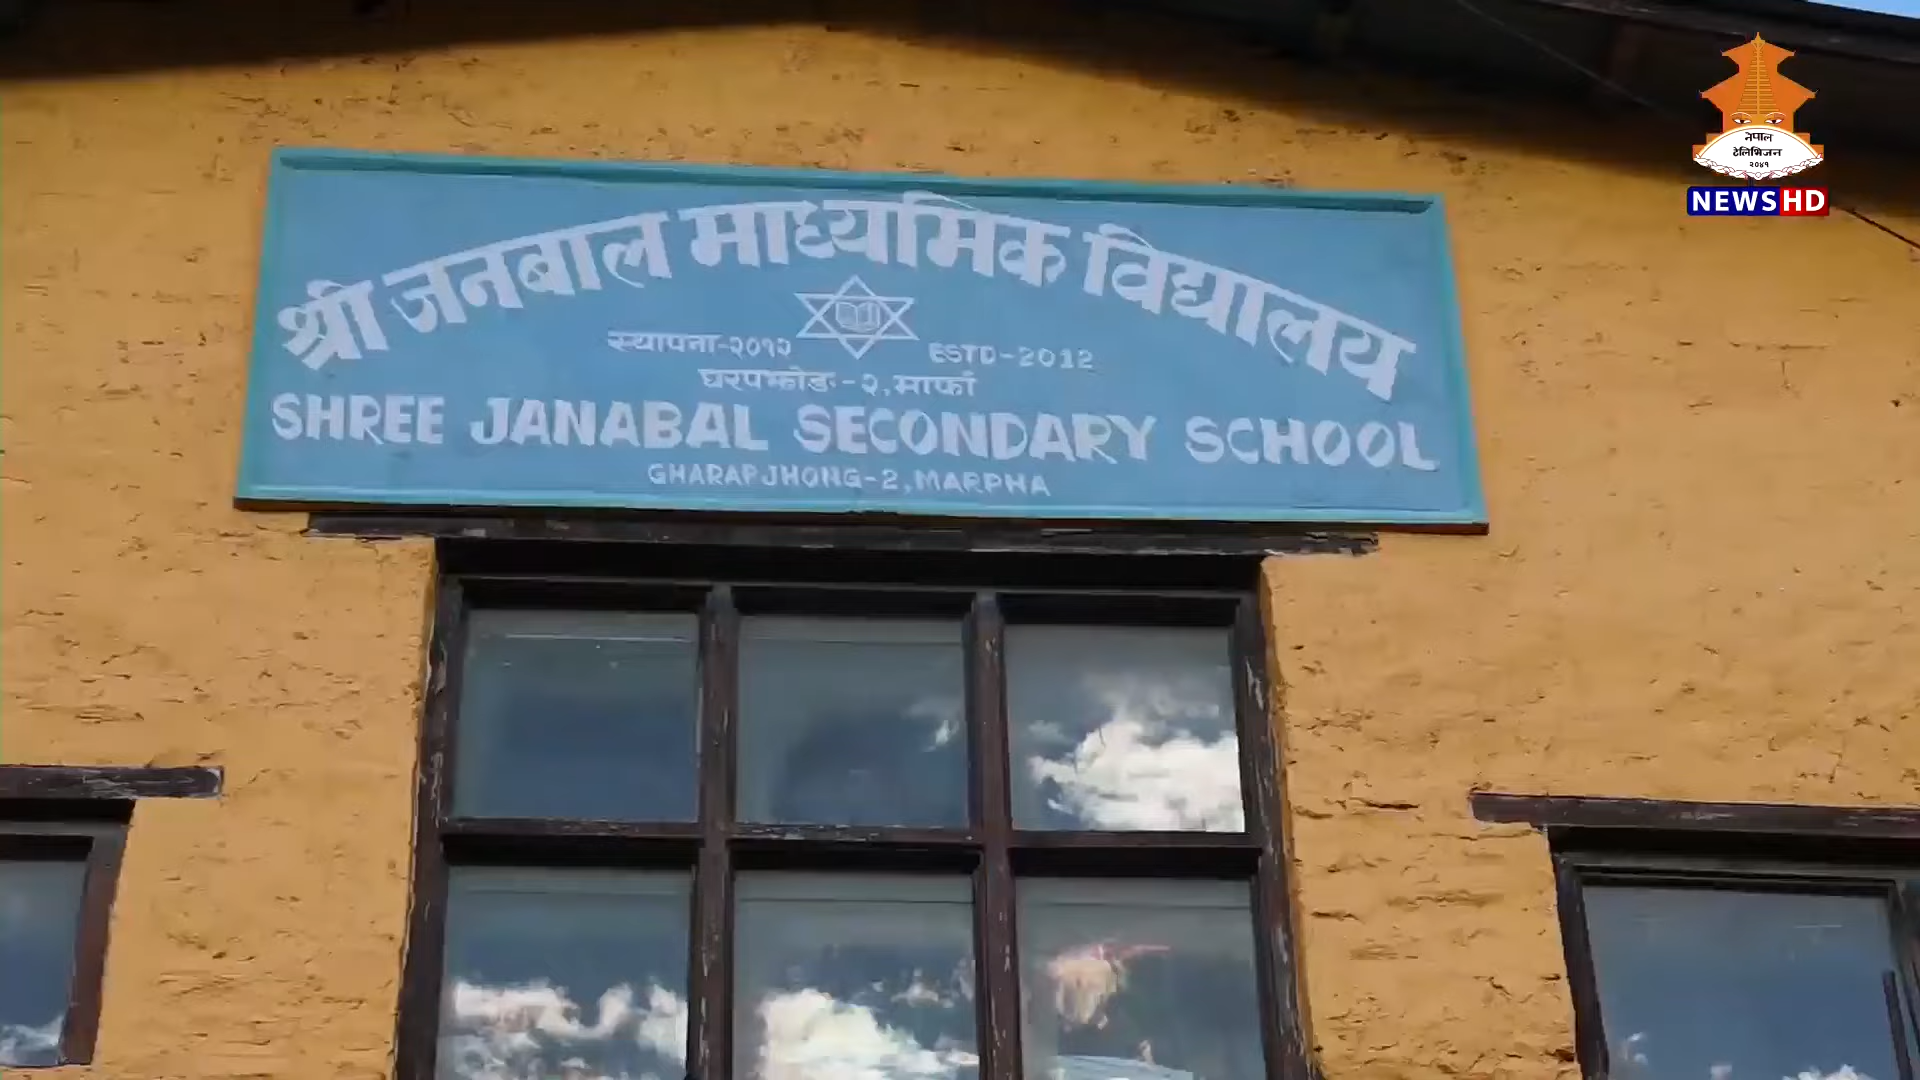 श्री जनबाल माध्यमिक विद्यालय
स्थापना-२०१२ ESTD-2012
घरपझोङ-२,मार्फा
SHREE JANABAL SECONDARY SCHOOL
GHARAPJHONG-2,MARPHA
नेपाल
टेलिभिजन
२०४१
NEWS HD